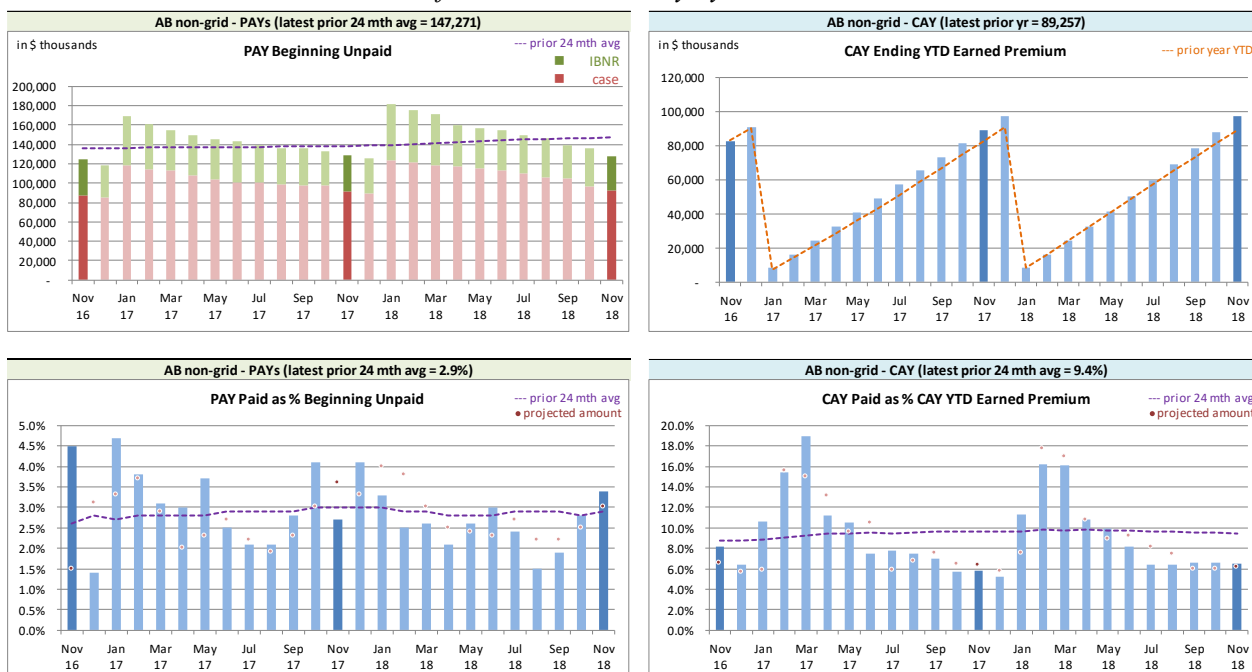 AB non-grid - PAYs (latest prior 24 mth avg = 147,271)
in $ thousands
PAY Beginning Unpaid
--- prior 24 mth avg
IBNR
case
200,000
180,000
160,000
140,000
120,000
100,000
80,000
60,000
40,000
20,000
-
Nov Jan Mar May Jul Sep Nov Jan Mar May Jul Sep Nov
16 17 17 17 17 17 17 18 18 18 18 18 18
AB non-grid - CAY (latest prior yr = 89,257)
in $ thousands
CAY Ending YTD Earned Premium
--- prior year YTD
120,000
100,000
80,000
60,000
40,000
20,000
-
Nov Jan Mar May Jul Sep Nov Jan Mar May Jul Sep Nov
16 17 17 17 17 17 17 18 18 18 18 18 18
AB non-grid - PAYs (latest prior 24 mth avg = 2.9%)
PAY Paid as % Beginning Unpaid
--- prior 24 mth avg
• projected amount
5.0%
4.5%
4.0%
3.5%
3.0%
2.5%
2.0%
1.5%
1.0%
0.5%
0.0%
Nov Jan Mar May Jul Sep Nov Jan Mar May Jul Sep Nov
16 17 17 17 17 17 17 18 18 18 18 18 18
AB non-grid - CAY (latest prior 24 mth avg = 9.4%)
CAY Paid as % CAY YTD Earned Premium
--- prior 24 mth avg
• projected amount
20.0%
18.0%
16.0%
14.0%
12.0%
10.0%
8.0%
6.0%
4.0%
2.0%
0.0%
Nov Jan Mar May Jul Sep Nov Jan Mar May Jul Sep Nov
16 17 17 17 17 17 17 18 18 18 18 18 18